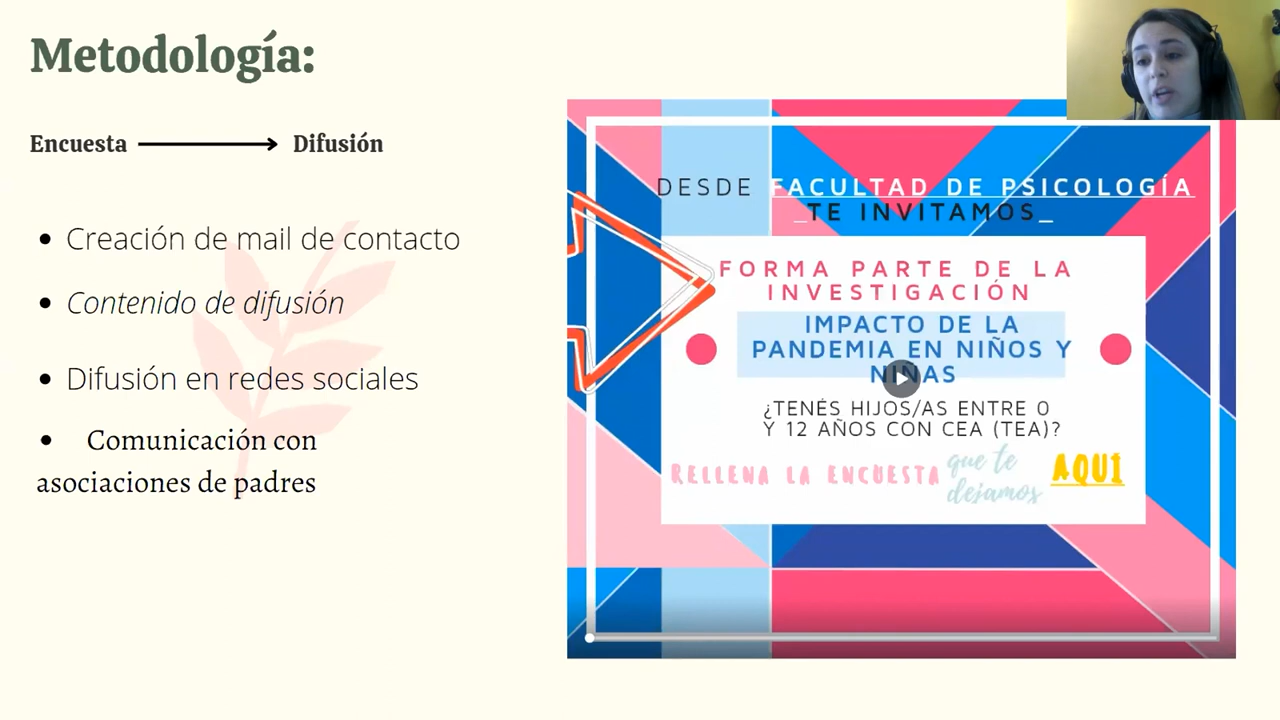 Metodología:
Encuesta
Difusión
Creación de mail de contacto
Contenido de difusión
Difusión en redes sociales
Comunicación con
asociaciones de padres
DESDE FACULTAD DE PSICOLOGÍA
_TE INVITAMOS_
FORMA PARTE DE LA
INVESTIGACIÓN
IMPACTO DE LA
PANDEMIA EN NIÑOS Y
NIÑAS
¿TENÉS HIJOS/AS ENTRE 0
Y 12 AÑOS CON CEA (TEA)?
RELLENA LA ENCUESTA que te dejamos AQUÍ